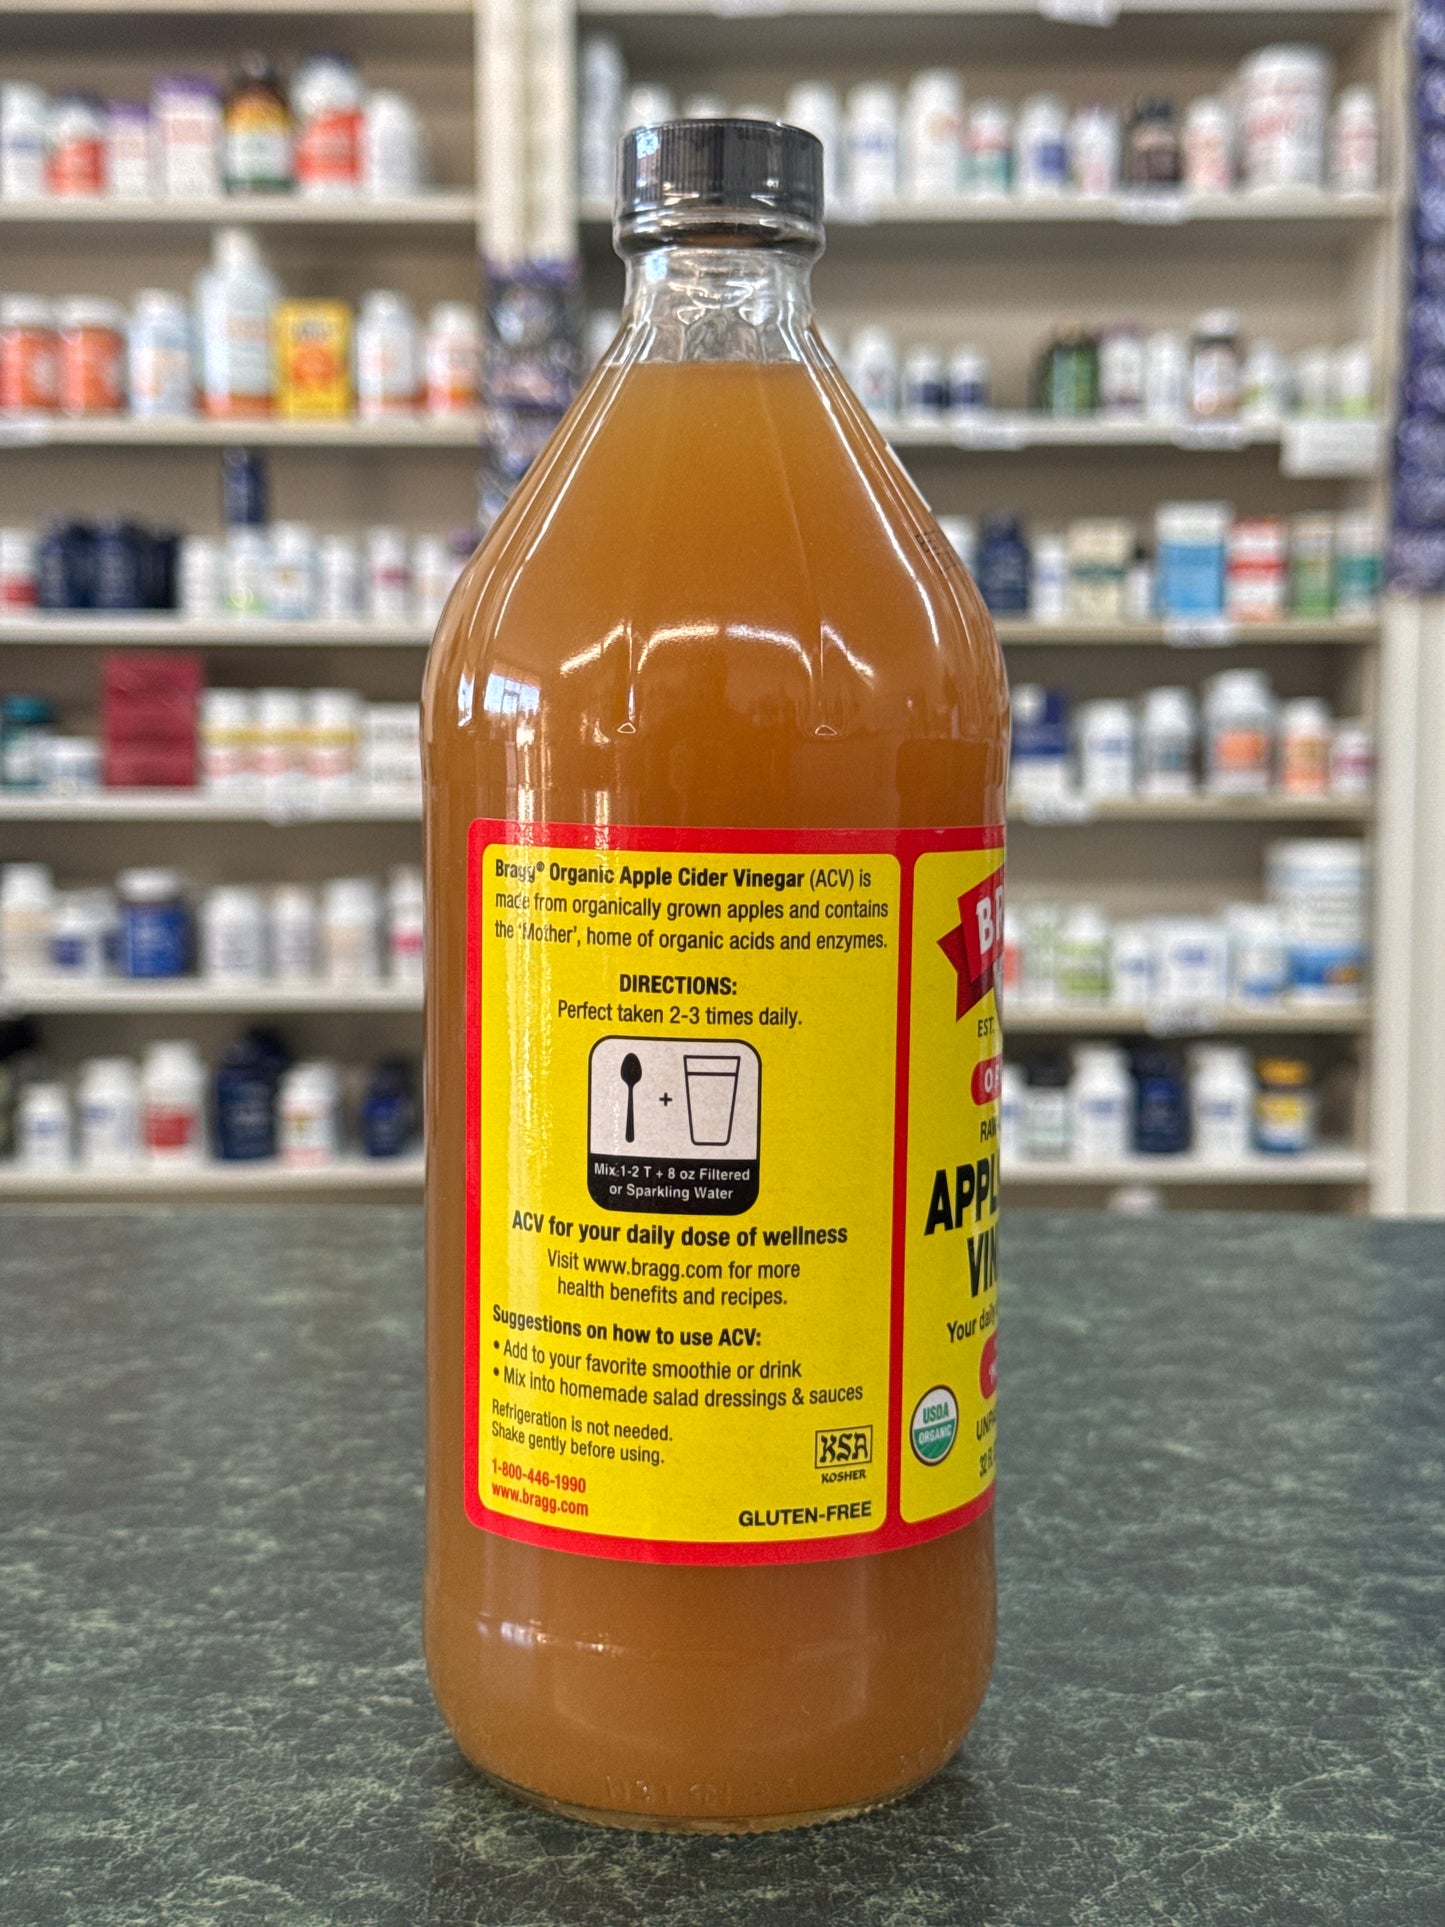 Bragg® Organic Apple Cider Vinegar (ACV) is
made from organically grown apples and contains
the 'Mother', home of organic acids and enzymes.
DIRECTIONS:
Perfect taken 2-3 times daily.
+
Mix 1-2 T + 8 oz Filtered
or Sparkling Water
ACV for your daily dose of wellness
Visit www.bragg.com for more
health benefits and recipes.
Suggestions on how to use ACV:
• Add to your favorite smoothie or drink
• Mix into homemade salad dressings & sauces
Refrigeration is not needed.
Shake gently before using.
1-800-446-1990
www.bragg.com
KSA
KOSHER
GLUTEN-FREE
EST.
Your daily
USDA
ORGANIC